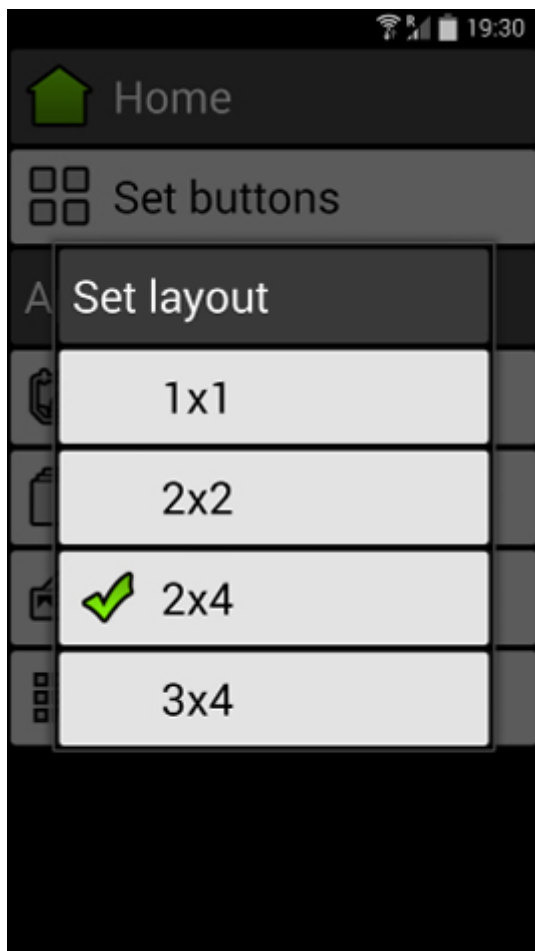 R 19:30
Home
Set buttons
A
Set layout
1x1
2x2
2x4
3x4